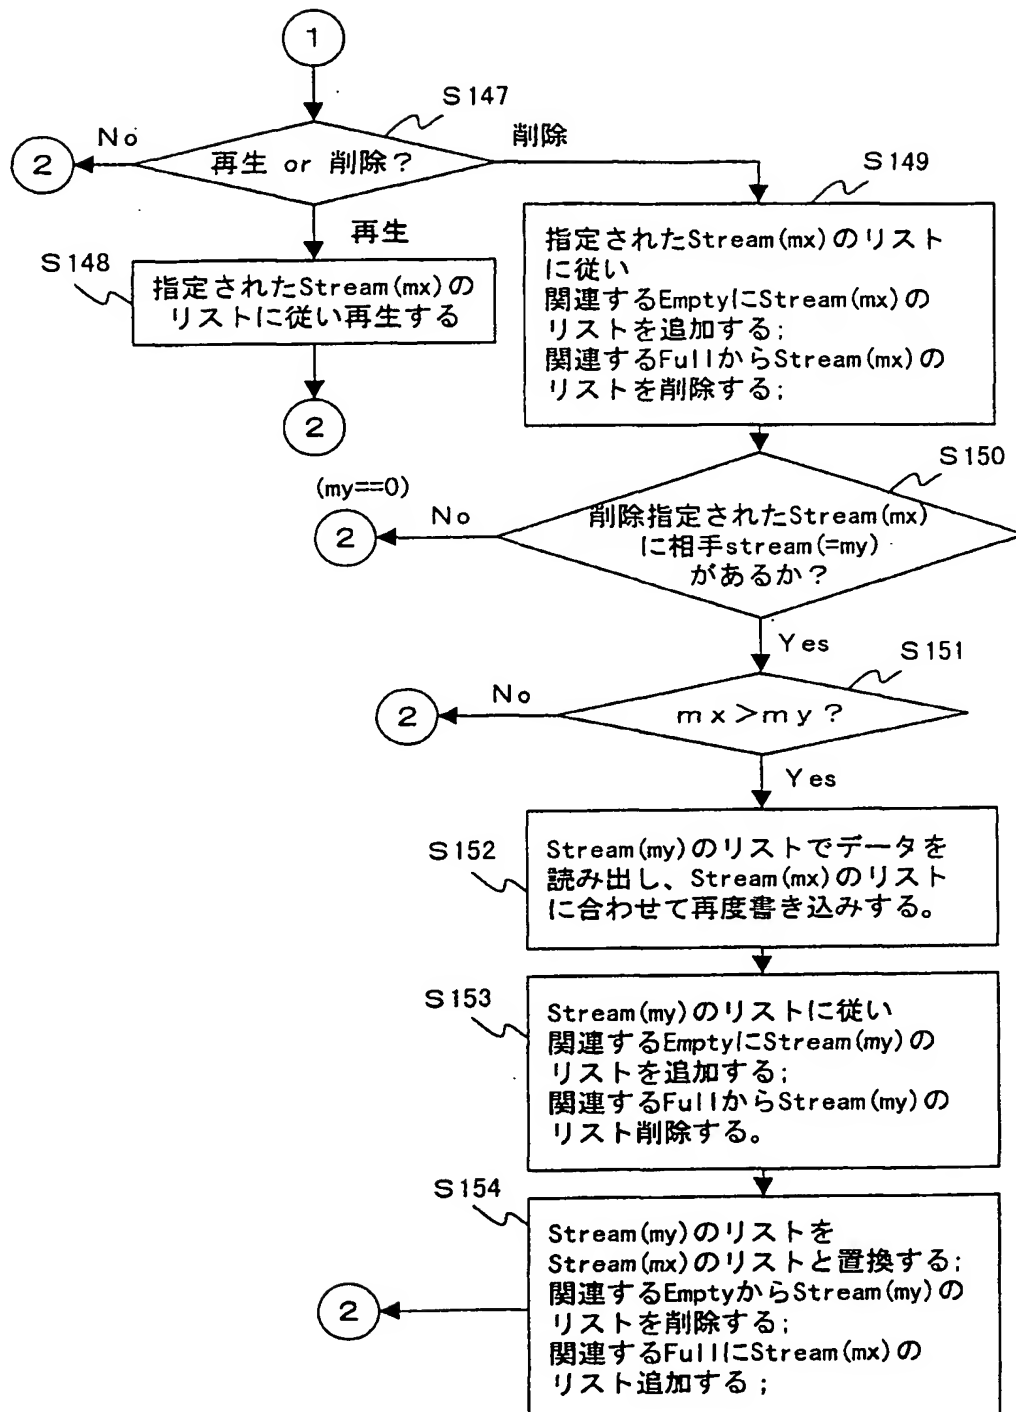 1
S147
No
2
再生 or 削除?
削除
再生
S148
指定されたStream(mx)の
リストに従い再生する
2
S149
指定されたStream(mx)のリスト
に従い
関連するEmptyにStream(mx)の
リストを追加する;
関連するFullからStream(mx)の
リストを削除する;
S150
(my==0)
No
2
削除指定されたStream(mx)
に相手stream(=my)
があるか?
Yes
S151
No
2
mx>my?
Yes
S152
Stream(my)のリストでデータを
読み出し、Stream(mx)のリスト
に合わせて再度書き込みする。
S153
Stream(my)のリストに従い
関連するEmptyにStream(my)の
リストを追加する;
関連するFullからStream(my)の
リスト削除する。
S154
Stream(my)のリストを
Stream(mx)のリストと置換する;
関連するEmptyからStream(my)の
リストを削除する;
関連するFullにStream(mx)の
リスト追加する;
2